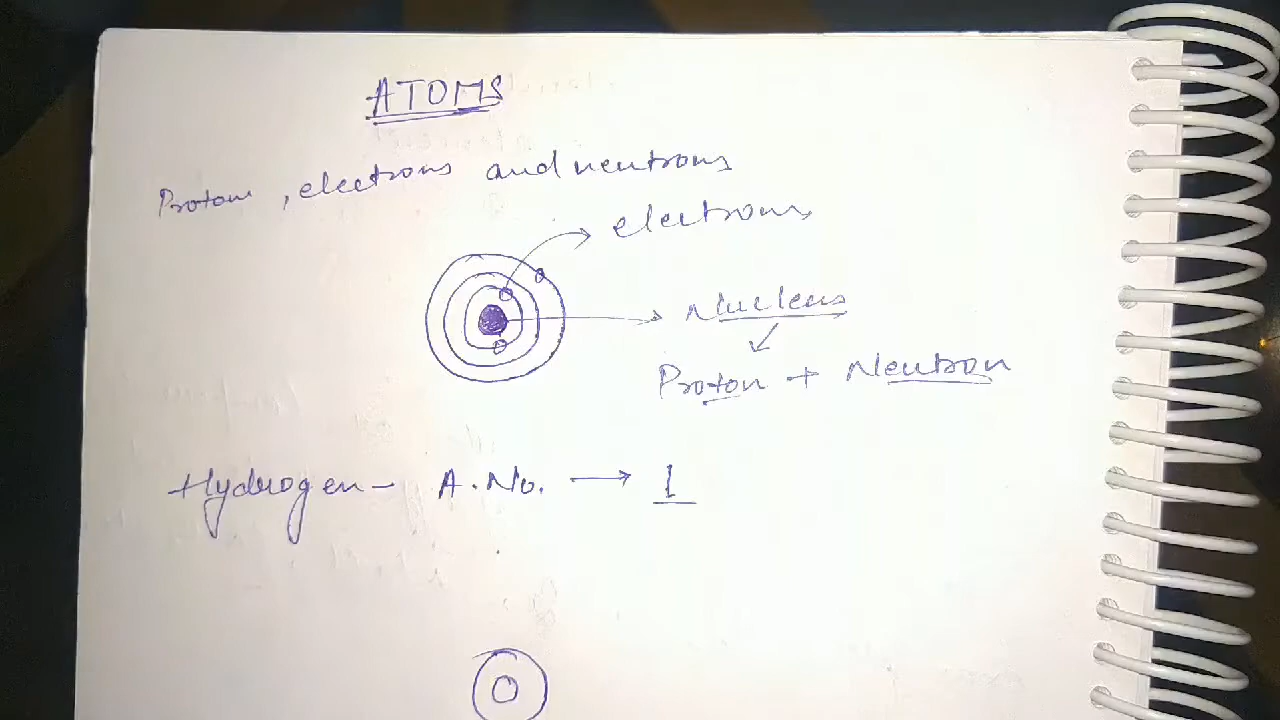 ATOMS
Proton, electrons and neutrons
electrons
Nucleus
Proton + Neutron
Hydrogen - A.No. → 1